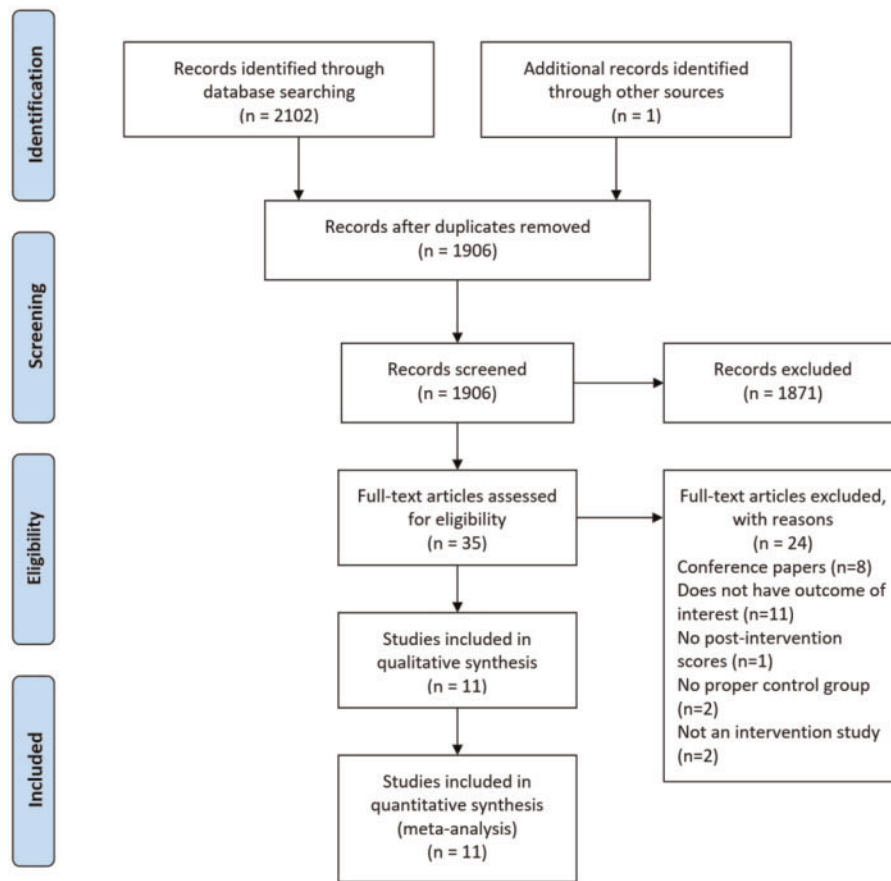 Identification
Records identified through
database searching
(n = 2102)
Additional records identified
through other sources
(n = 1)
Records after duplicates removed
(n = 1906)
Screening
Records screened
(n = 1906)
Records excluded
(n = 1871)
Eligibility
Full-text articles assessed
for eligibility
(n = 35)
Full-text articles excluded,
with reasons
(n = 24)
Conference papers (n=8)
Does not have outcome of
interest (n=11)
No post-intervention
scores (n=1)
No proper control group
(n=2)
Not an intervention study
(n=2)
Studies included in
qualitative synthesis
(n = 11)
Included
Studies included in
quantitative synthesis
(meta-analysis)
(n = 11)